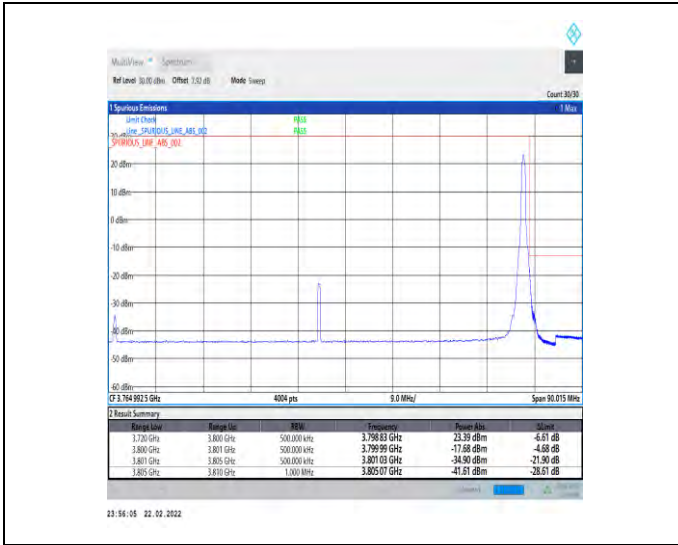 MultiView Spectrum
Ref Level 30.00 dBm Offset 7.92 dB Mode Sweep
Count 30/30
1 Spurious Emissions 1 Max
Limit Check PASS
Line _SPURIOUS_LINE_ABS_002 PASS
_SPURIOUS_LINE_ABS_002
20 dBm
10 dBm
0 dBm
-10 dBm
-20 dBm
-30 dBm
-40 dBm
-50 dBm
-60 dBm
CF 3.764 992 5 GHz 4004 pts 9.0 MHz/ Span 90.015 MHz
2 Result Summary
Range Low Range Up RBW Frequency Power Abs ΔLimit
3.720 GHz 3.800 GHz 500.000 kHz 3.798 83 GHz 23.39 dBm -6.61 dB
3.800 GHz 3.801 GHz 500.000 kHz 3.799 99 GHz -17.68 dBm -4.68 dB
3.801 GHz 3.805 GHz 500.000 kHz 3.801 03 GHz -34.90 dBm -21.90 dB
3.805 GHz 3.810 GHz 1.000 MHz 3.805 07 GHz -41.61 dBm -28.61 dB
23:56:05 22.02.2022